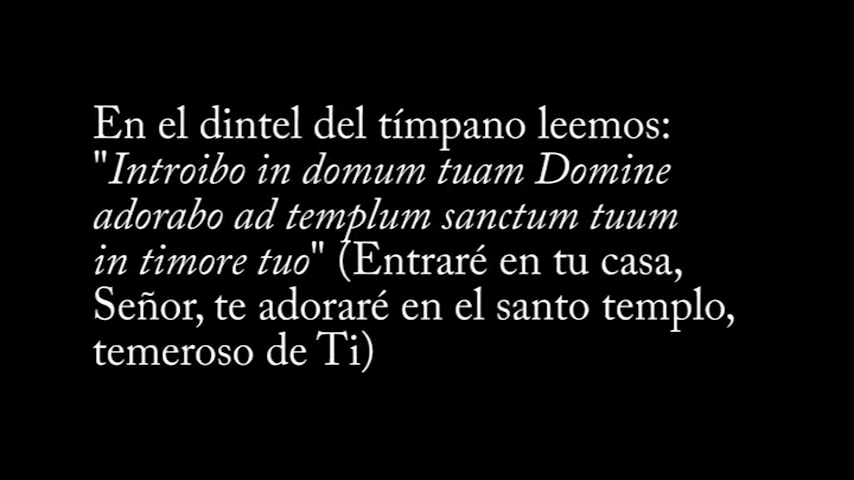 En el dintel del tímpano leemos:
"Introibo in domum tuam Domine
adorabo ad templum sanctum tuum
in timore tuo" (Entraré en tu casa,
Señor, te adoraré en el santo templo,
temeroso de Ti)